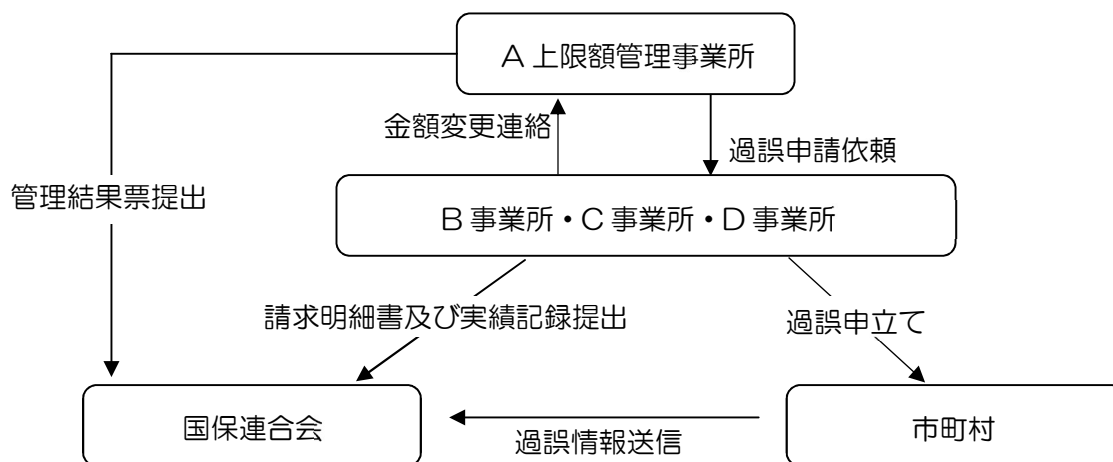 A 上限額管理事業所
金額変更連絡
過誤申請依頼
管理結果票提出
B 事業所・C 事業所・D 事業所
請求明細書及び実績記録提出
過誤申立て
国保連合会
過誤情報送信
市町村